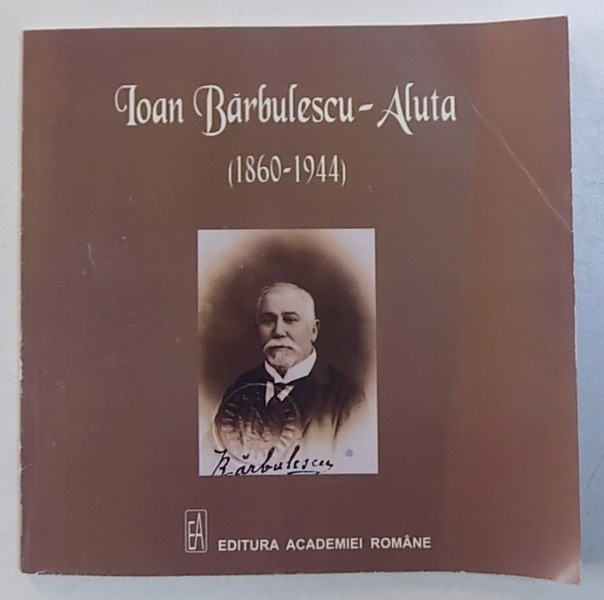 Ioan Bărbulescu-Aluta
(1860-1944)
Bărbulescu
EA EDITURA ACADEMIEI ROMÂNE